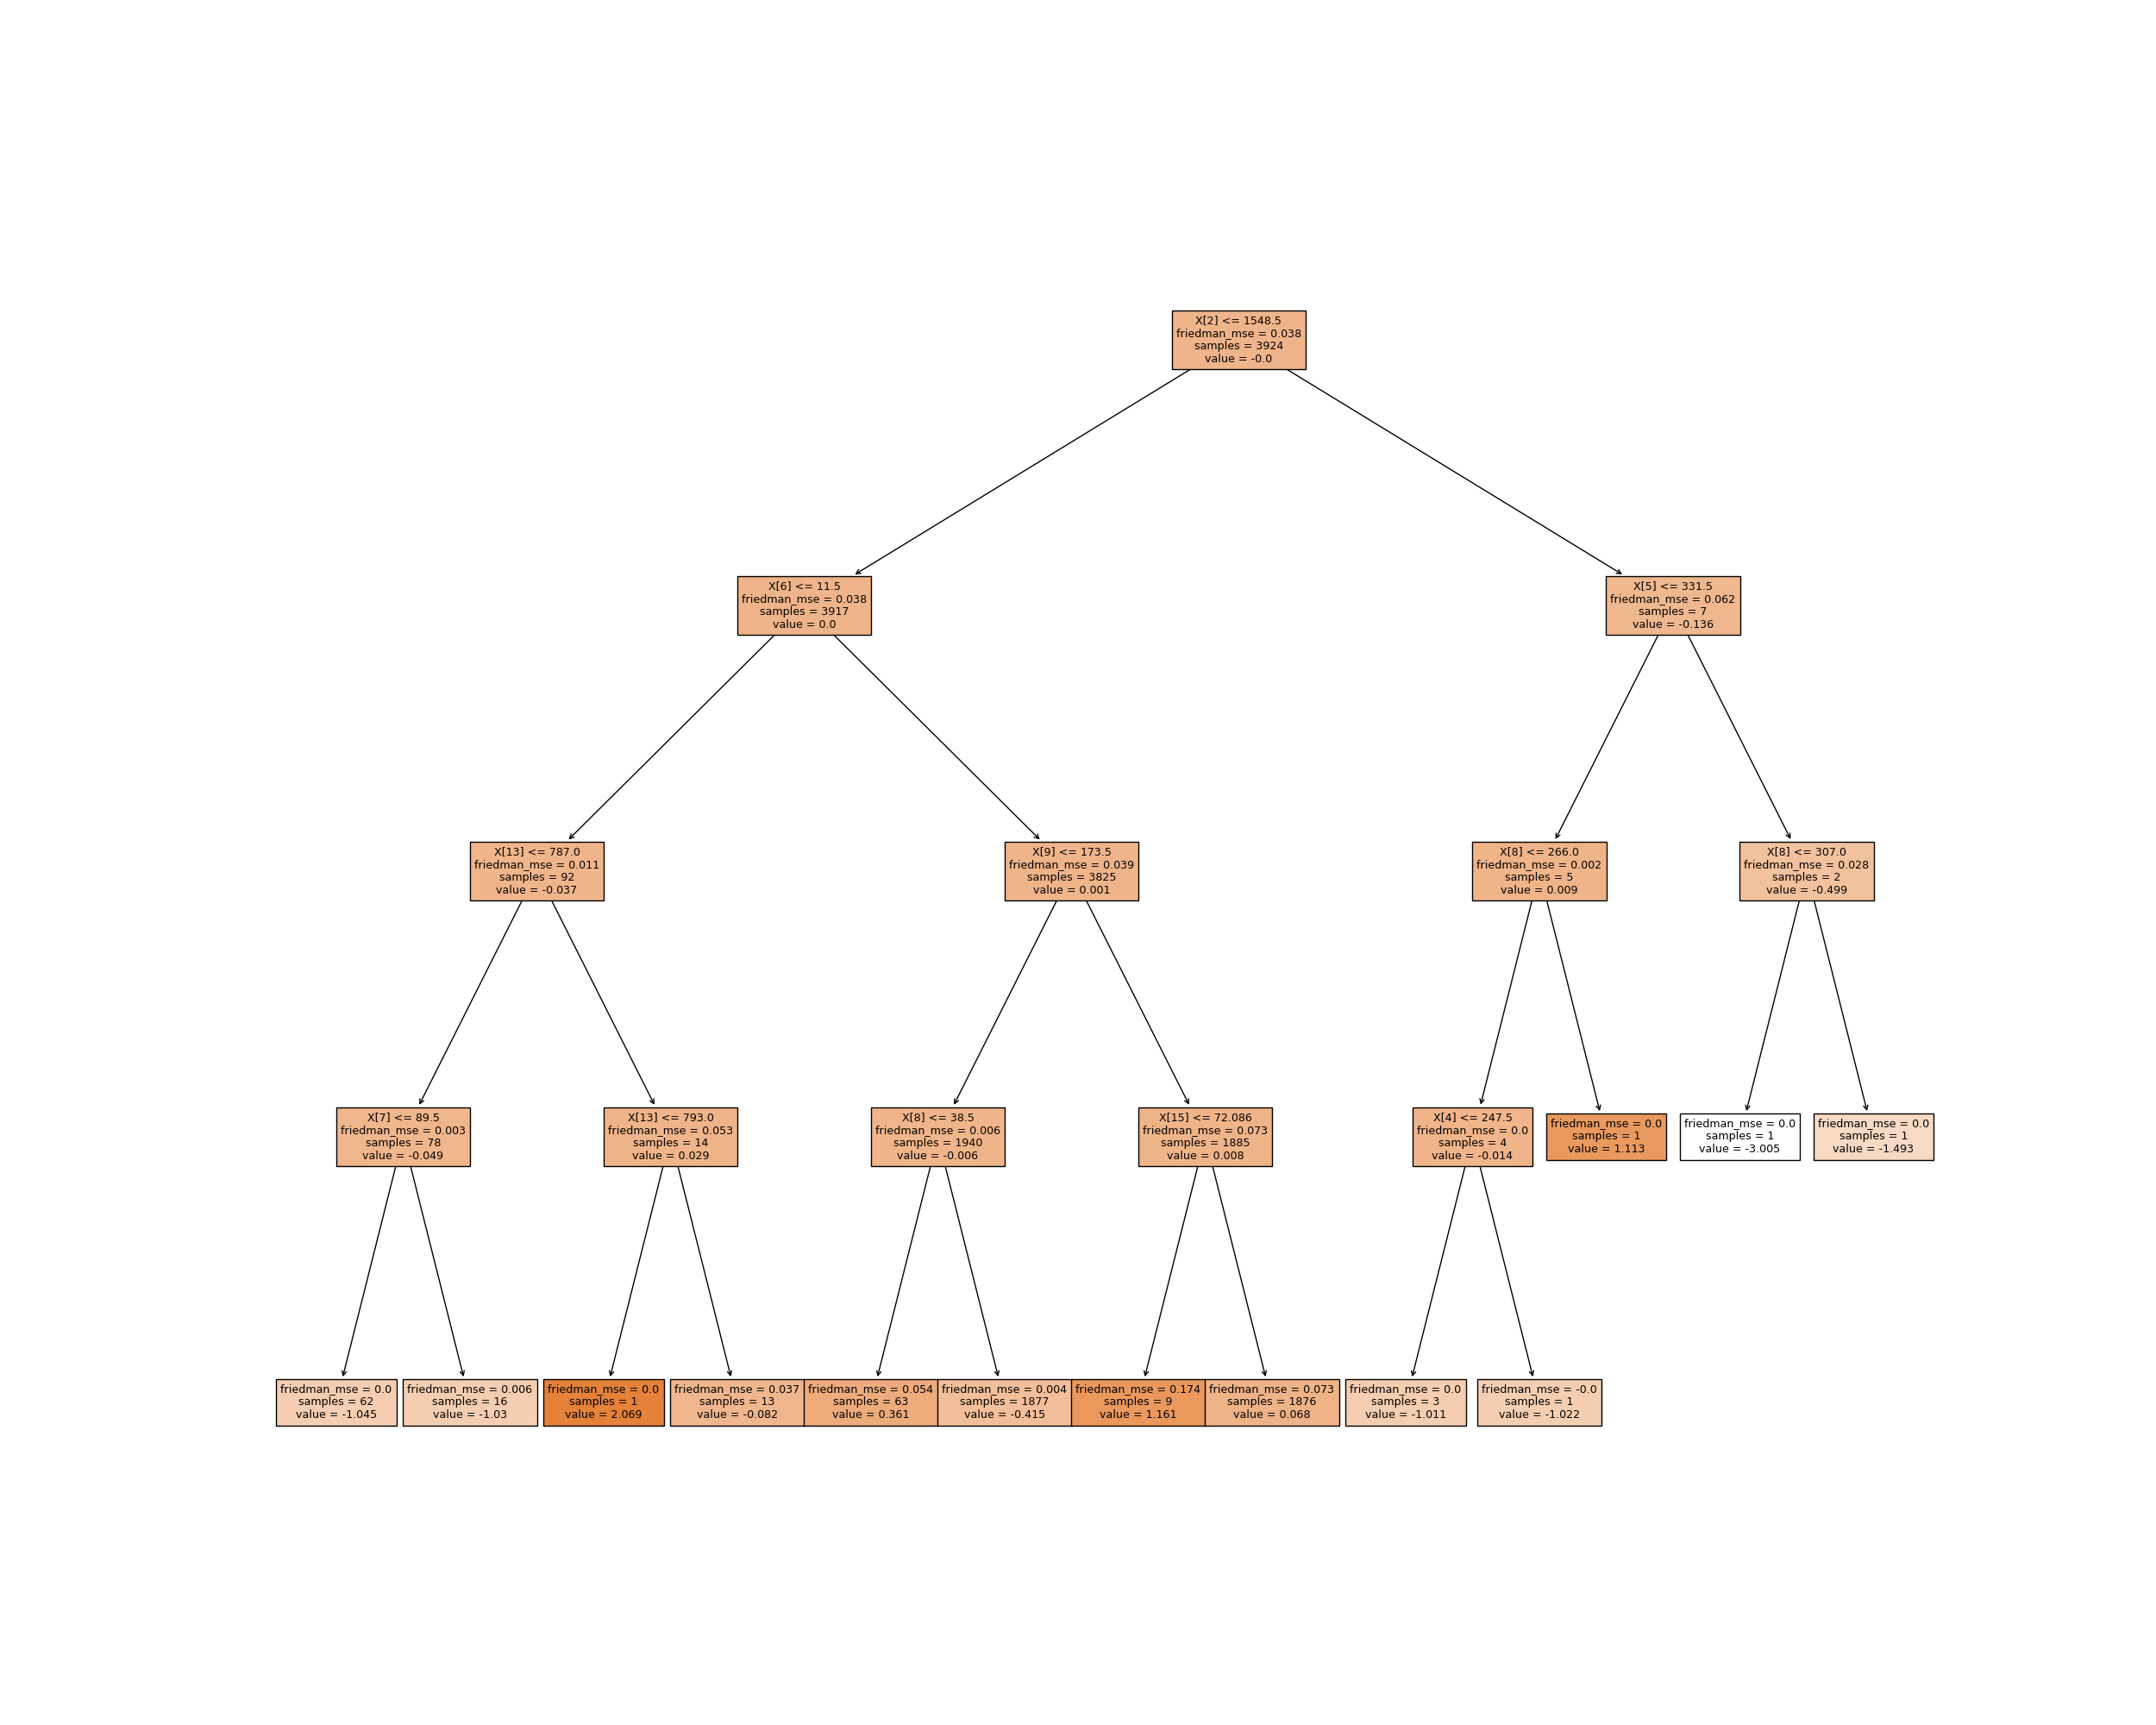 X[2] <= 1548.5
friedman_mse = 0.038
samples = 3924
value = -0.0
X[6] <= 11.5
friedman_mse = 0.038
samples = 3917
value = 0.0
X[5] <= 331.5
friedman_mse = 0.062
samples = 7
value = -0.136
X[13] <= 787.0
friedman_mse = 0.011
samples = 92
value = -0.037
X[9] <= 173.5
friedman_mse = 0.039
samples = 3825
value = 0.001
X[8] <= 266.0
friedman_mse = 0.002
samples = 5
value = 0.009
X[8] <= 307.0
friedman_mse = 0.028
samples = 2
value = -0.499
X[7] <= 89.5
friedman_mse = 0.003
samples = 78
value = -0.049
X[13] <= 793.0
friedman_mse = 0.053
samples = 14
value = 0.029
X[8] <= 38.5
friedman_mse = 0.006
samples = 1940
value = -0.006
X[15] <= 72.086
friedman_mse = 0.073
samples = 1885
value = 0.008
X[4] <= 247.5
friedman_mse = 0.0
samples = 4
value = -0.014
friedman_mse = 0.0
samples = 1
value = 1.113
friedman_mse = 0.0
samples = 1
value = -3.005
friedman_mse = 0.0
samples = 1
value = -1.493
friedman_mse = 0.0
samples = 62
value = -1.045
friedman_mse = 0.006
samples = 16
value = -1.03
friedman_mse = 0.0
samples = 1
value = 2.069
friedman_mse = 0.037
samples = 13
value = -0.082
friedman_mse = 0.054
samples = 63
value = 0.361
friedman_mse = 0.004
samples = 1877
value = -0.415
friedman_mse = 0.174
samples = 9
value = 1.161
friedman_mse = 0.073
samples = 1876
value = 0.068
friedman_mse = 0.0
samples = 3
value = -1.011
friedman_mse = -0.0
samples = 1
value = -1.022